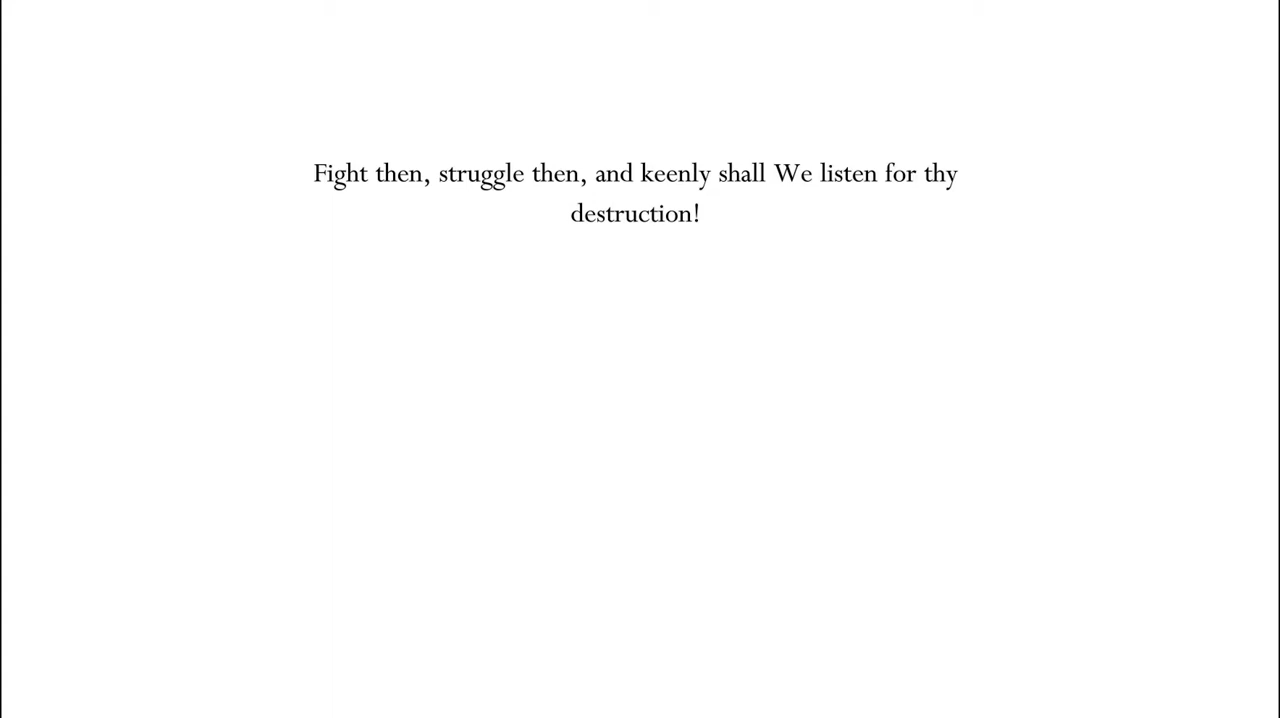 Fight then, struggle then, and keenly shall We listen for thy
destruction!